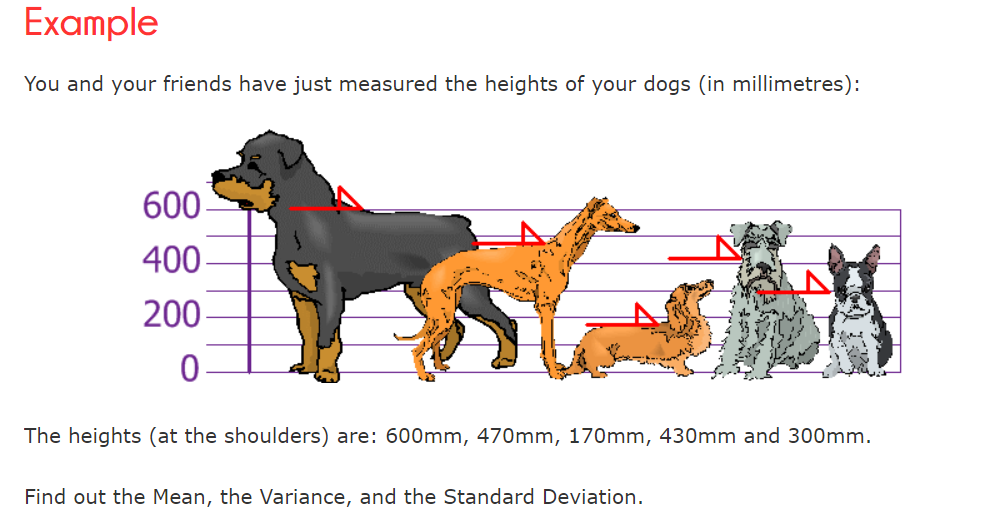 Example
You and your friends have just measured the heights of your dogs (in millimetres):
600
400
200
0
The heights (at the shoulders) are: 600mm, 470mm, 170mm, 430mm and 300mm.
Find out the Mean, the Variance, and the Standard Deviation.